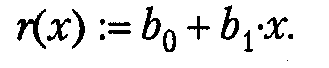 r(x) := b₀ + b₁·x.